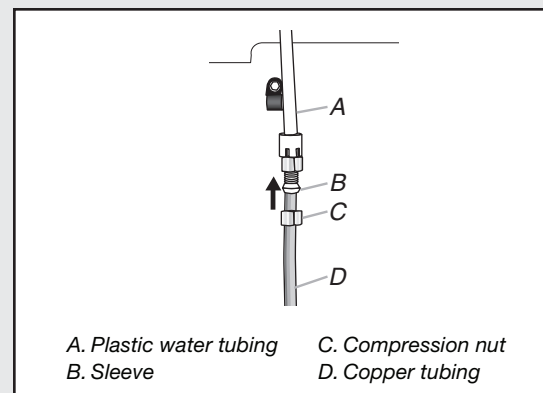 A
B
C
D
A. Plastic water tubing
B. Sleeve
C. Compression nut
D. Copper tubing